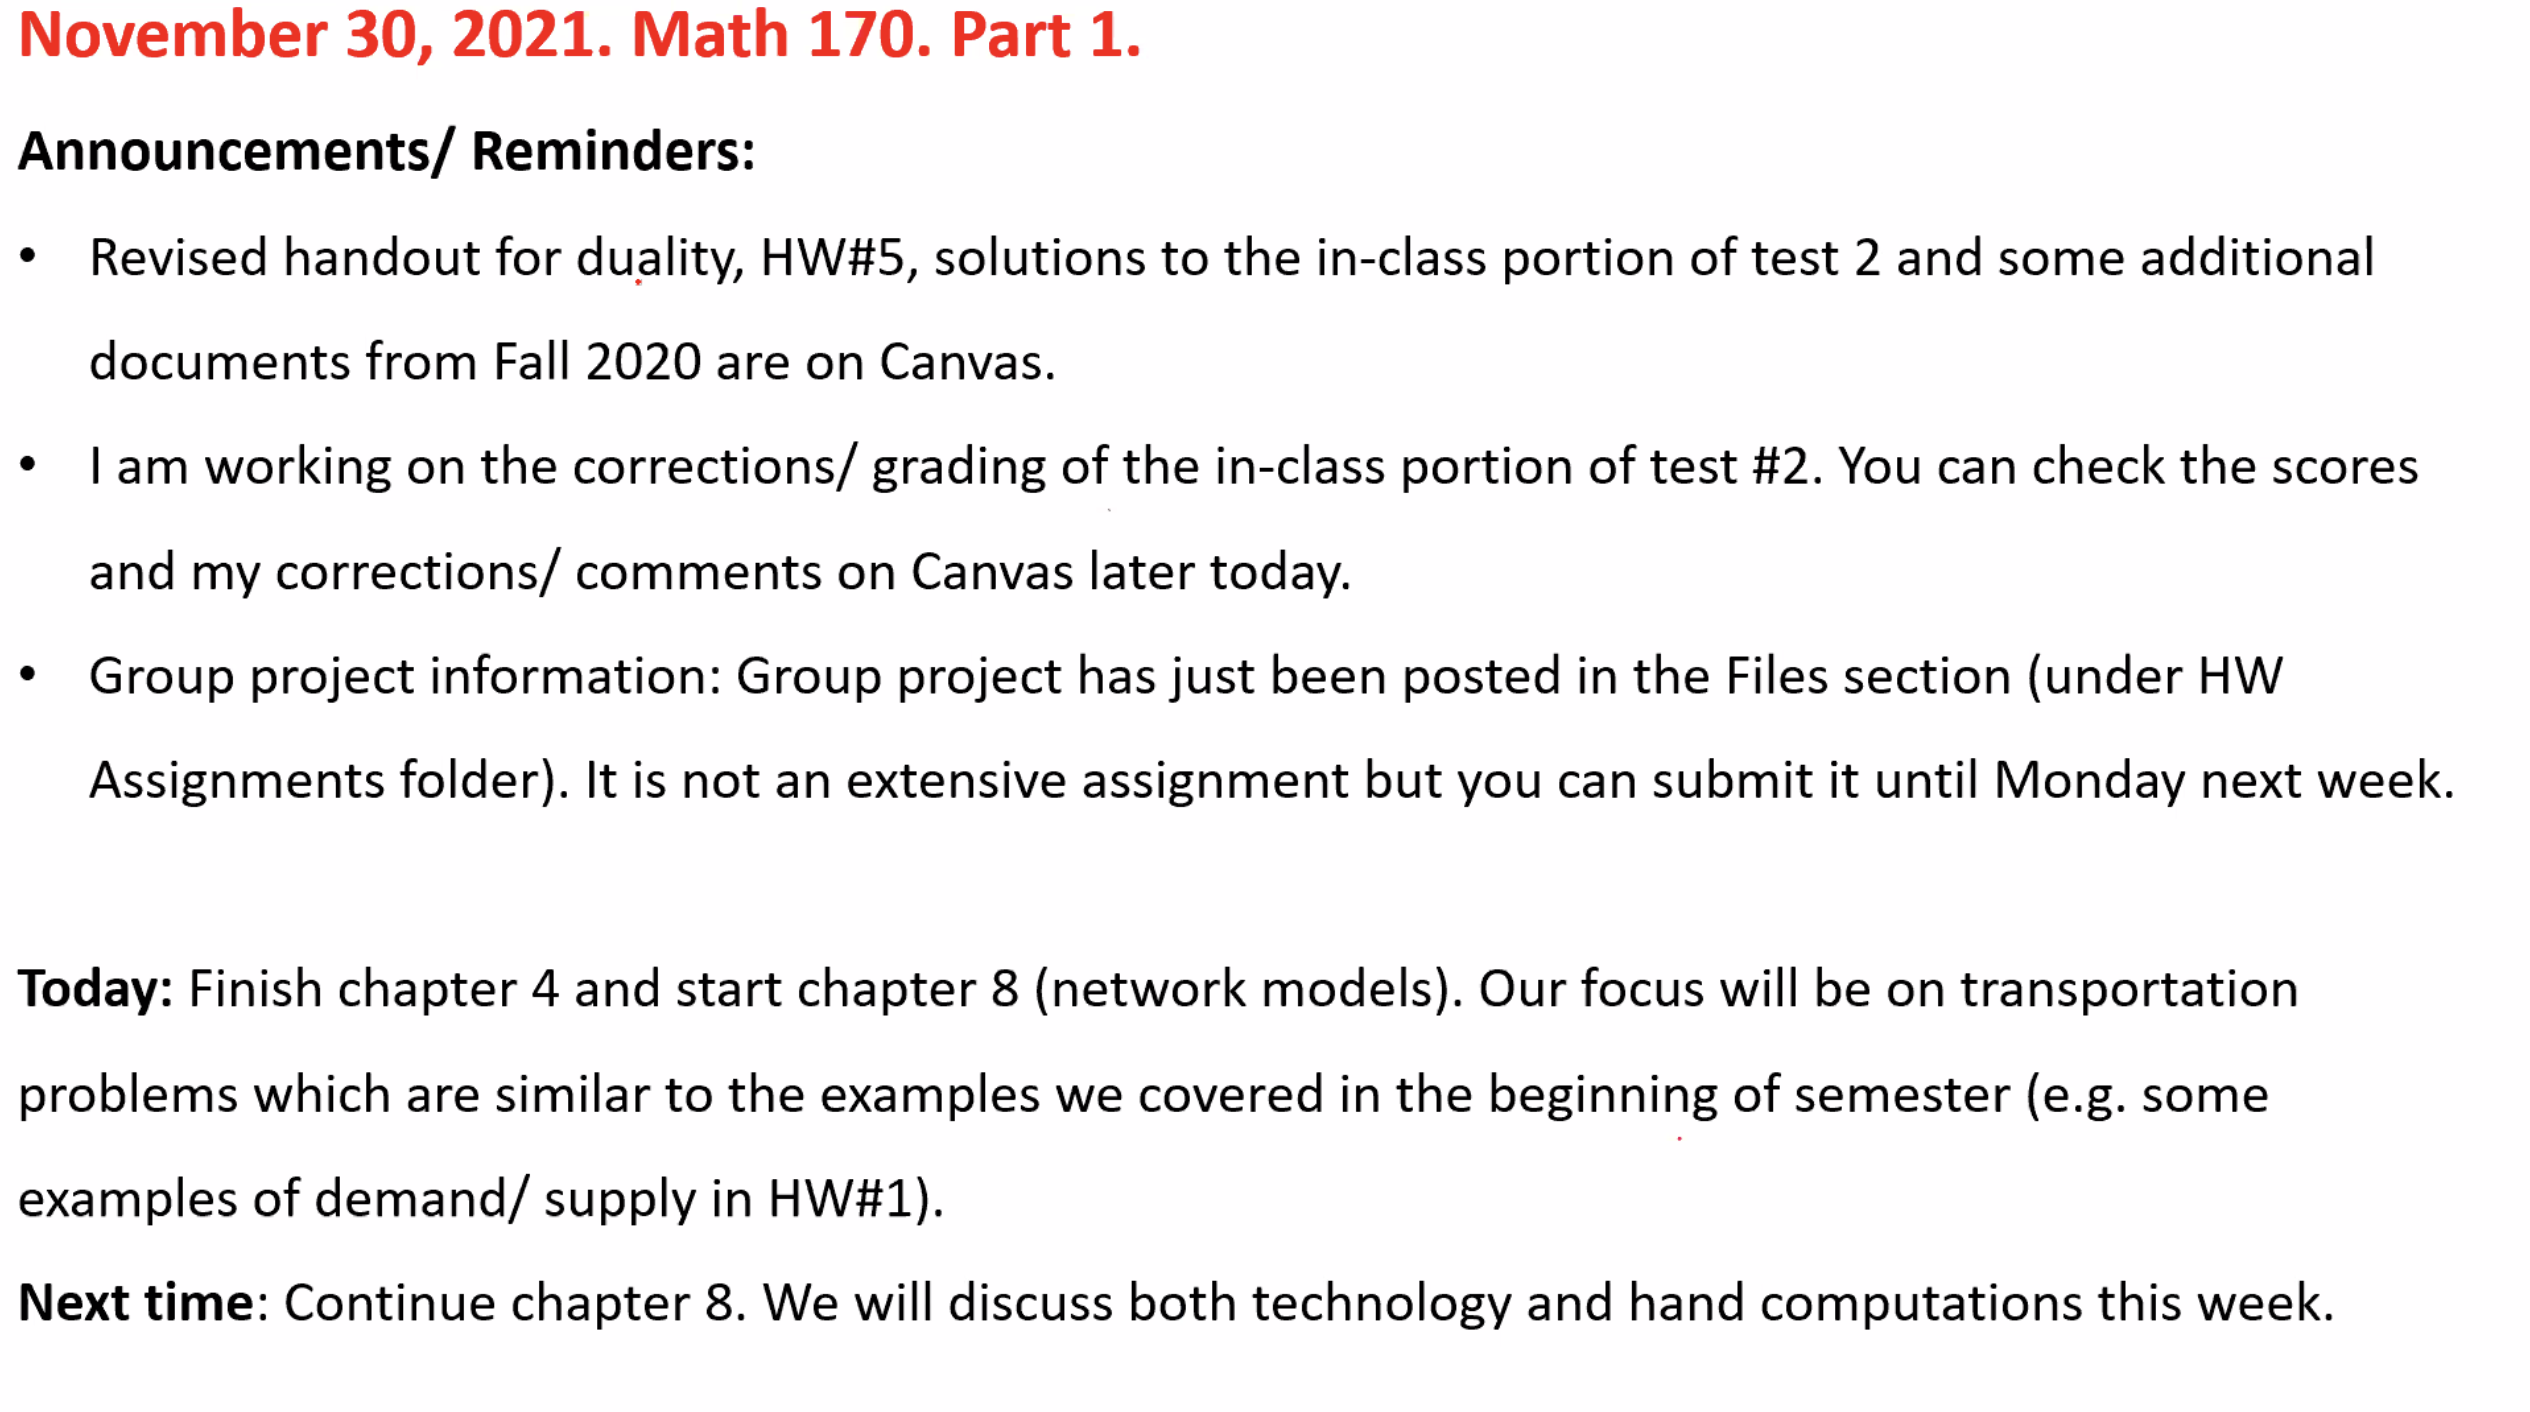 November 30, 2021. Math 170. Part 1.
Announcements/ Reminders:
• Revised handout for duality, HW#5, solutions to the in-class portion of test 2 and some additional
documents from Fall 2020 are on Canvas.
• I am working on the corrections/ grading of the in-class portion of test #2. You can check the scores
and my corrections/ comments on Canvas later today.
• Group project information: Group project has just been posted in the Files section (under HW
Assignments folder). It is not an extensive assignment but you can submit it until Monday next week.
Today: Finish chapter 4 and start chapter 8 (network models). Our focus will be on transportation
problems which are similar to the examples we covered in the beginning of semester (e.g. some
examples of demand/ supply in HW#1).
Next time: Continue chapter 8. We will discuss both technology and hand computations this week.